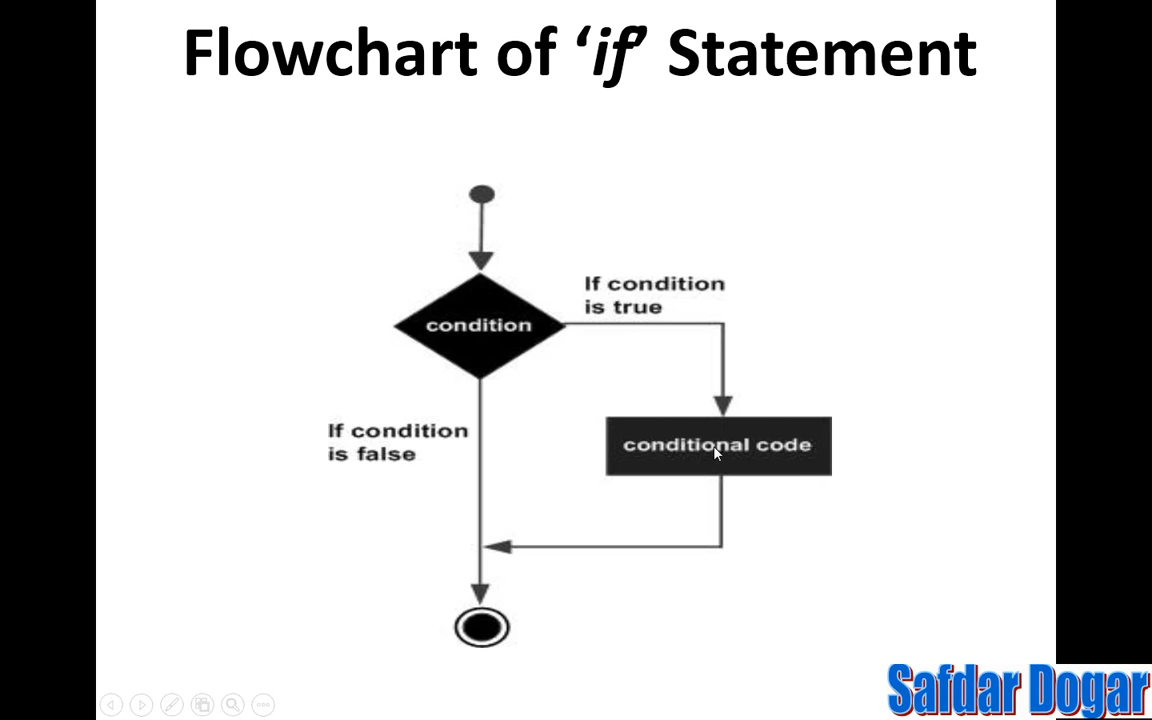 Flowchart of ‘if’ Statement
If condition
is true
condition
If condition
is false
conditional code
Safdar Dogar